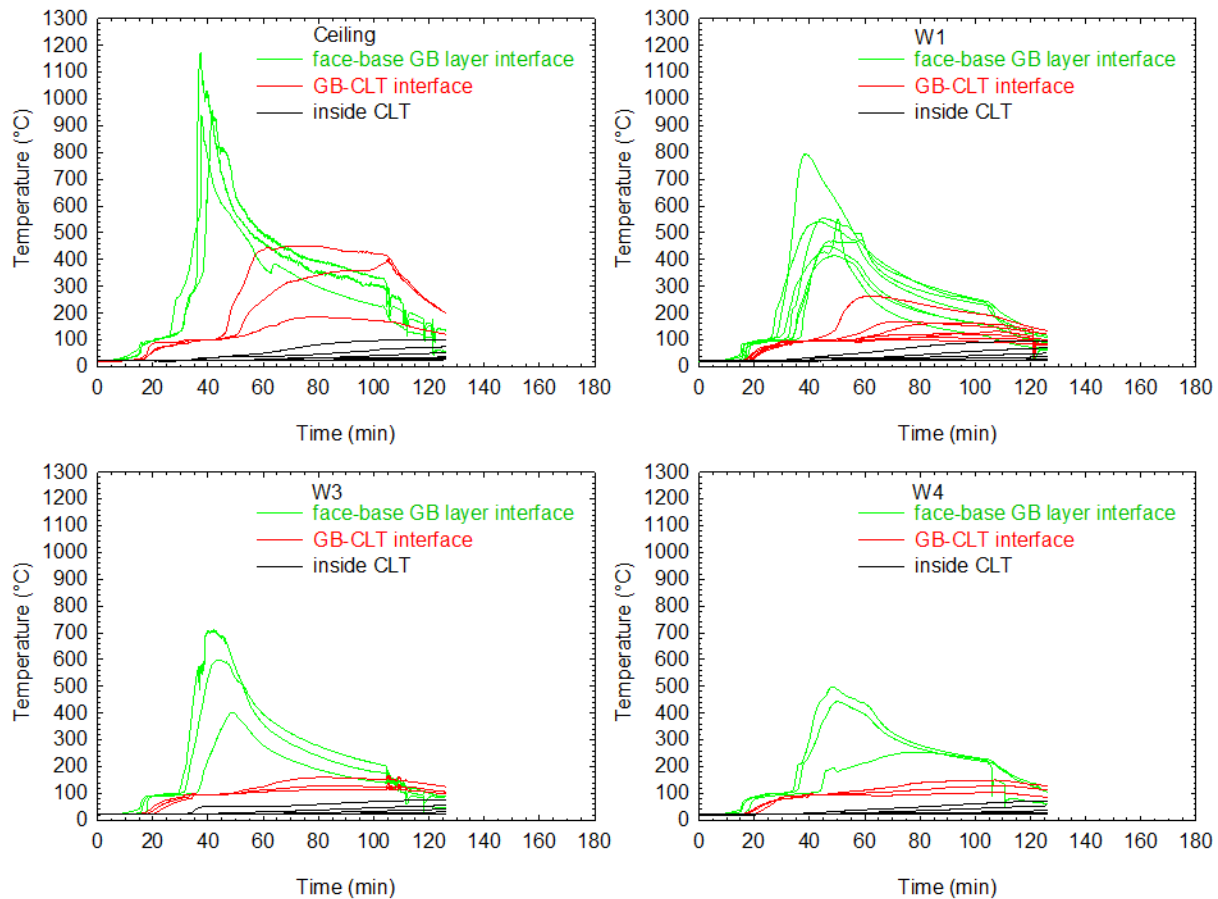 1300
1200
1100
1000
900
800
700
600
500
400
300
200
100
0
Temperature (°C)
Ceiling
face-base GB layer interface
GB-CLT interface
inside CLT
0 20 40 60 80 100 120 140 160 180
Time (min)
1300
1200
1100
1000
900
800
700
600
500
400
300
200
100
0
Temperature (°C)
W1
face-base GB layer interface
GB-CLT interface
inside CLT
0 20 40 60 80 100 120 140 160 180
Time (min)
1300
1200
1100
1000
900
800
700
600
500
400
300
200
100
0
Temperature (°C)
W3
face-base GB layer interface
GB-CLT interface
inside CLT
0 20 40 60 80 100 120 140 160 180
Time (min)
1300
1200
1100
1000
900
800
700
600
500
400
300
200
100
0
Temperature (°C)
W4
face-base GB layer interface
GB-CLT interface
inside CLT
0 20 40 60 80 100 120 140 160 180
Time (min)